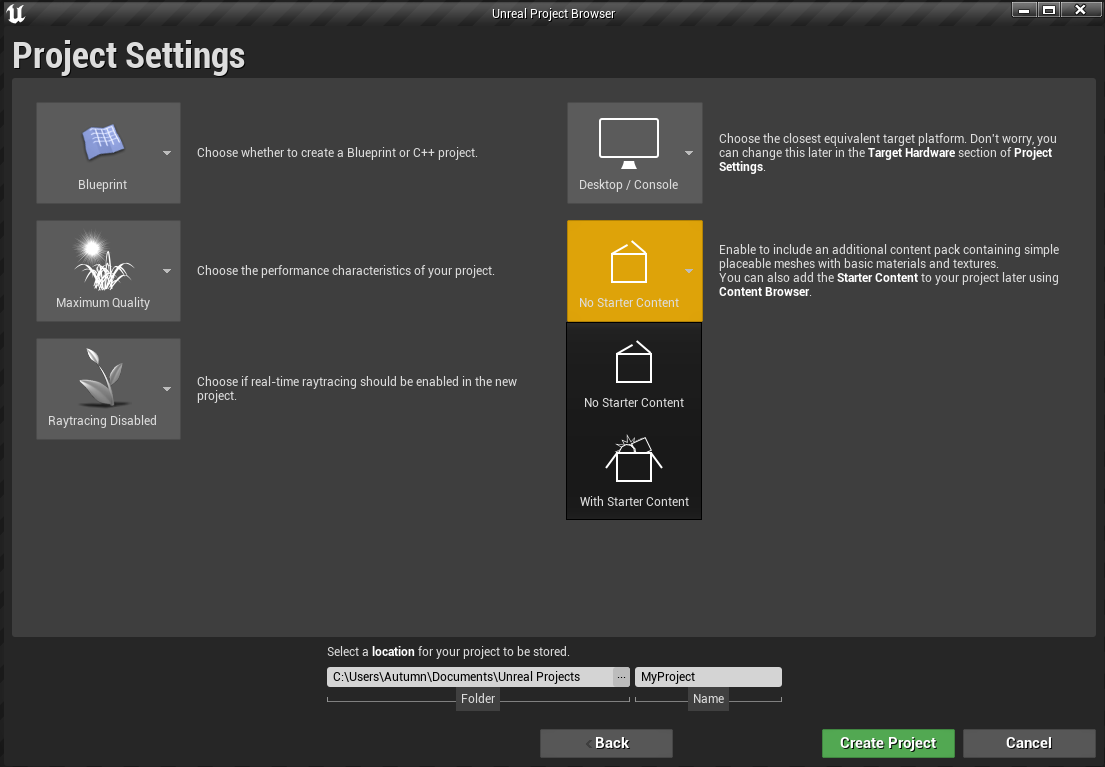 Unreal Project Browser
Project Settings
Blueprint
Choose whether to create a Blueprint or C++ project.
Desktop / Console
Choose the closest equivalent target platform. Don't worry, you
can change this later in the Target Hardware section of Project
Settings.
Maximum Quality
Choose the performance characteristics of your project.
No Starter Content
Enable to include an additional content pack containing simple
placeable meshes with basic materials and textures.
You can also add the Starter Content to your project later using
Content Browser.
Raytracing Disabled
Choose if real-time raytracing should be enabled in the new
project.
No Starter Content
With Starter Content
Select a location for your project to be stored.
C:\Users\Autumn\Documents\Unreal Projects
...
MyProject
Folder
Name
Back
Create Project
Cancel